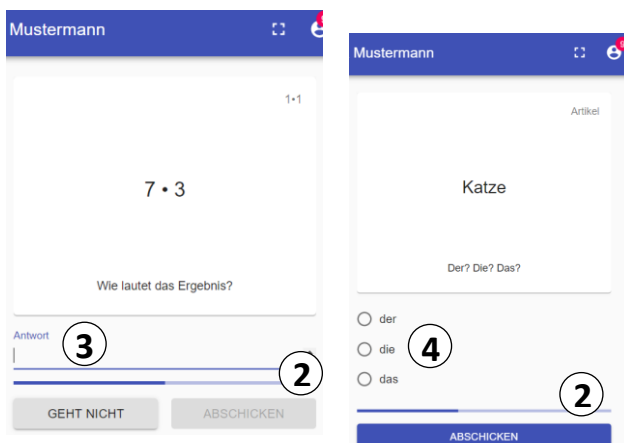 Mustermann
1•1
7 • 3
Wie lautet das Ergebnis?
Antwort
3
2
GEHT NICHT
ABSCHICKEN
Mustermann
Artikel
Katze
Der? Die? Das?
der
die
4
das
2
ABSCHICKEN